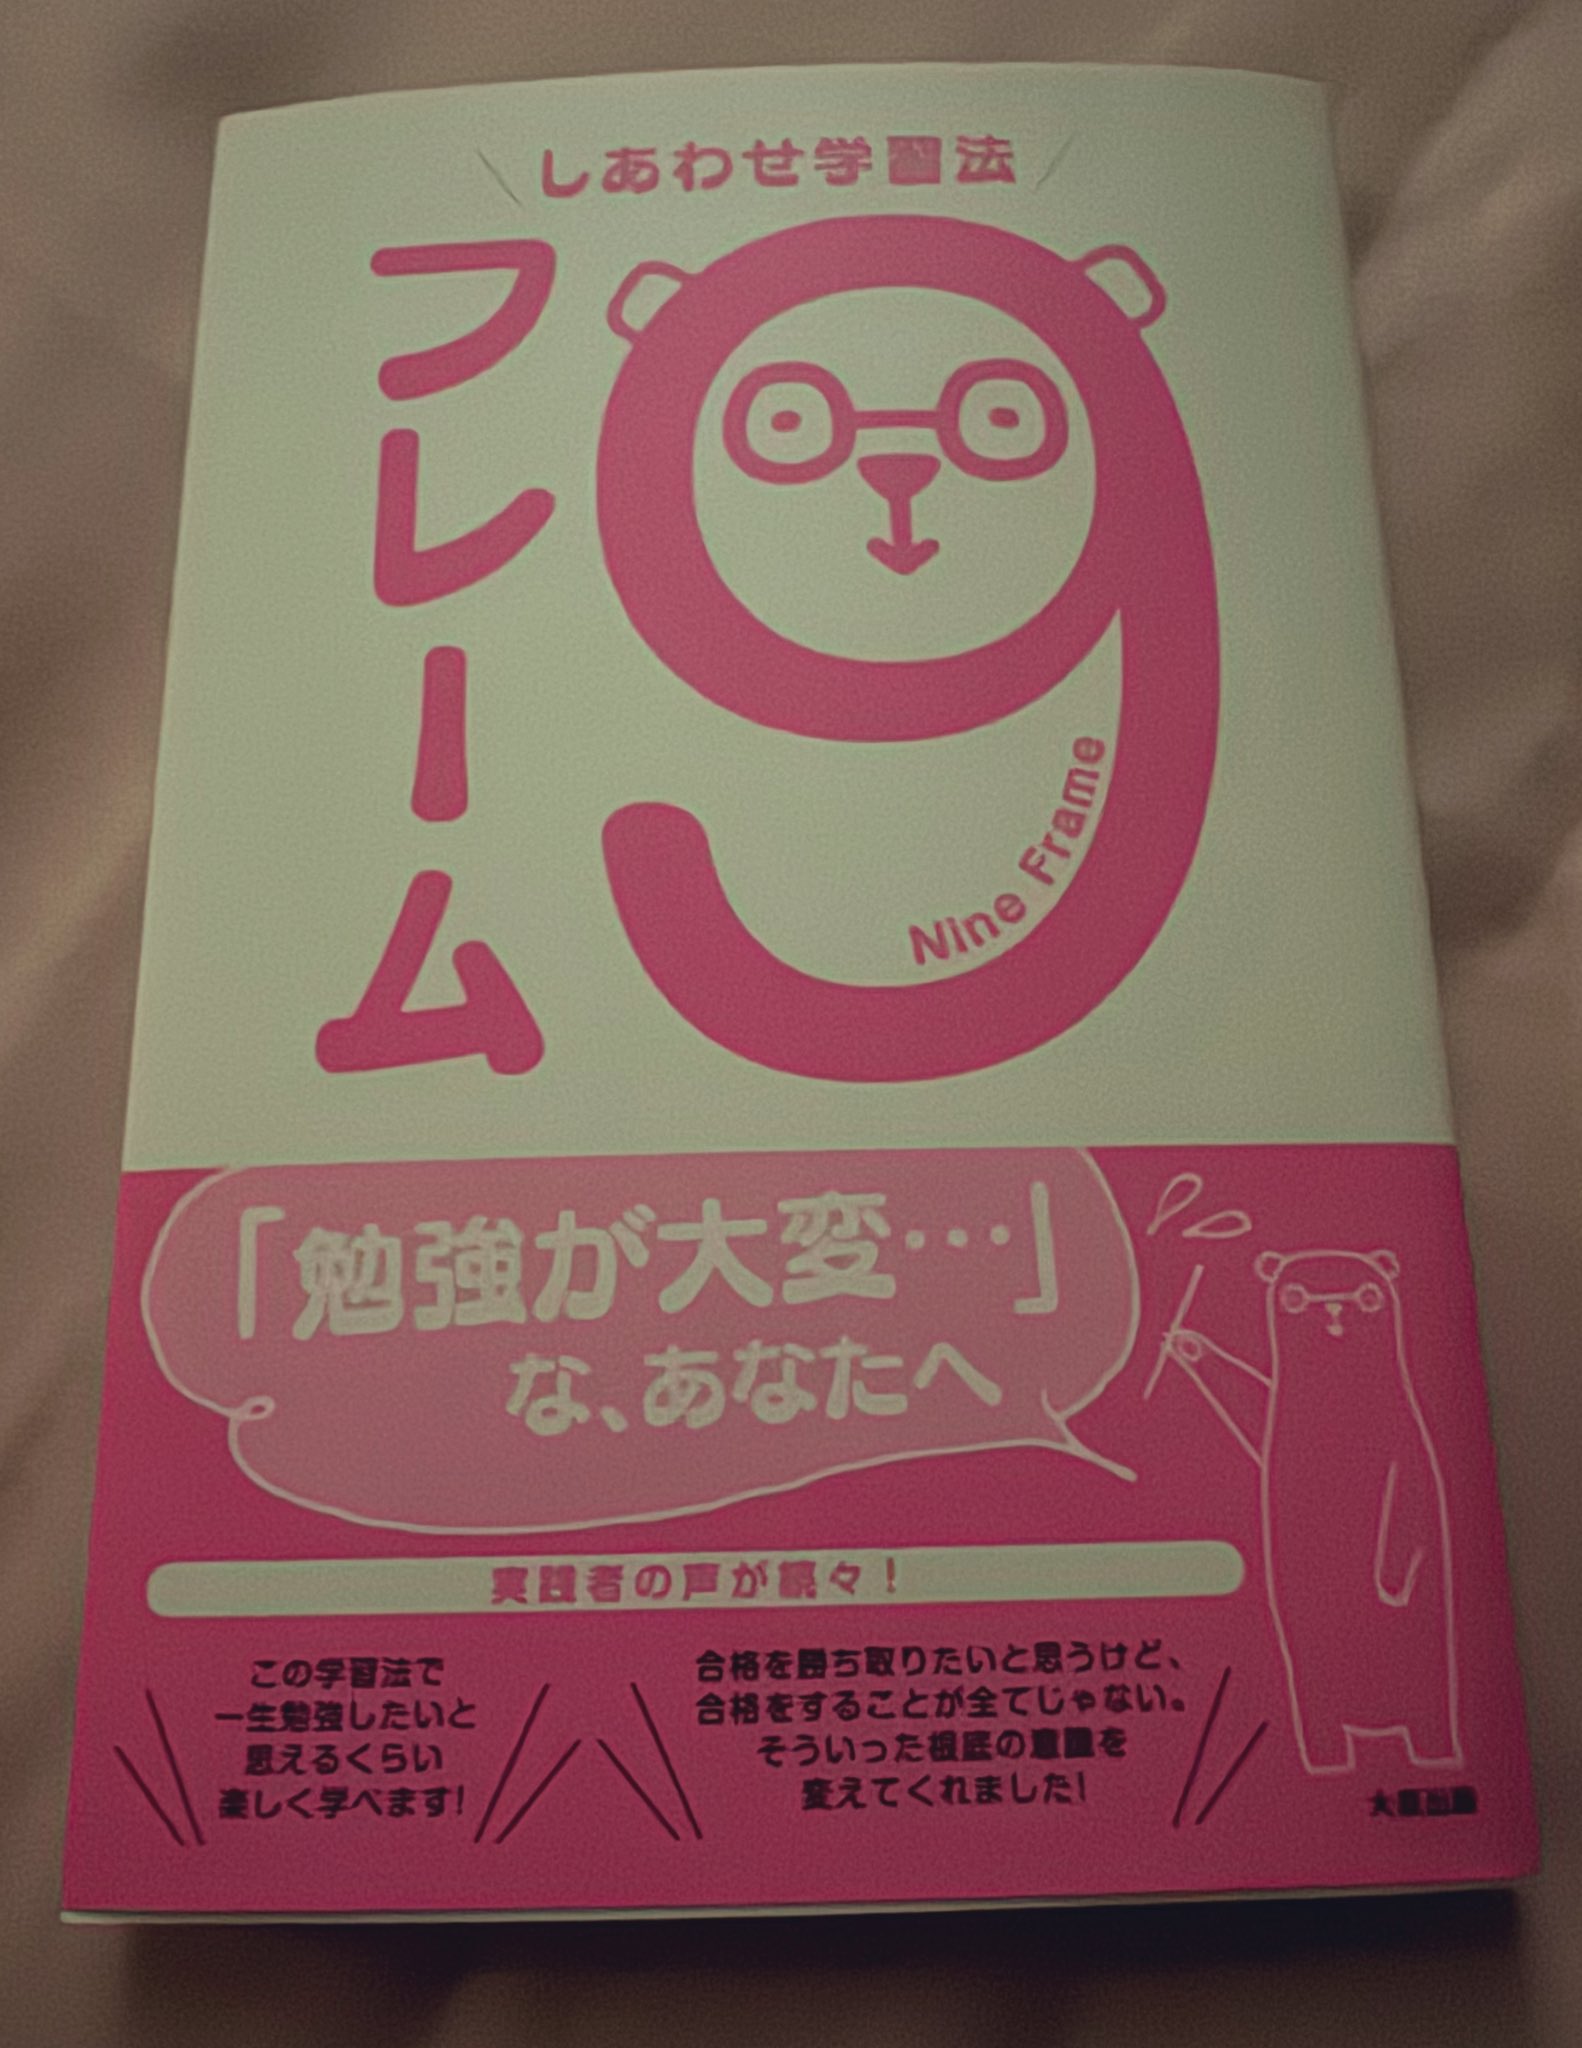 しあわせ学習法
9
フレーム
Nine Frame
「勉強が大変…」
な、あなたへ
実践者の声が続々！
この学習法で
一生勉強したいと
思えるくらい
楽しく学べます!
合格を勝ち取りたいと思うけど、
合格をすることが全てじゃない。
そういった根底の意識を
変えてくれました!